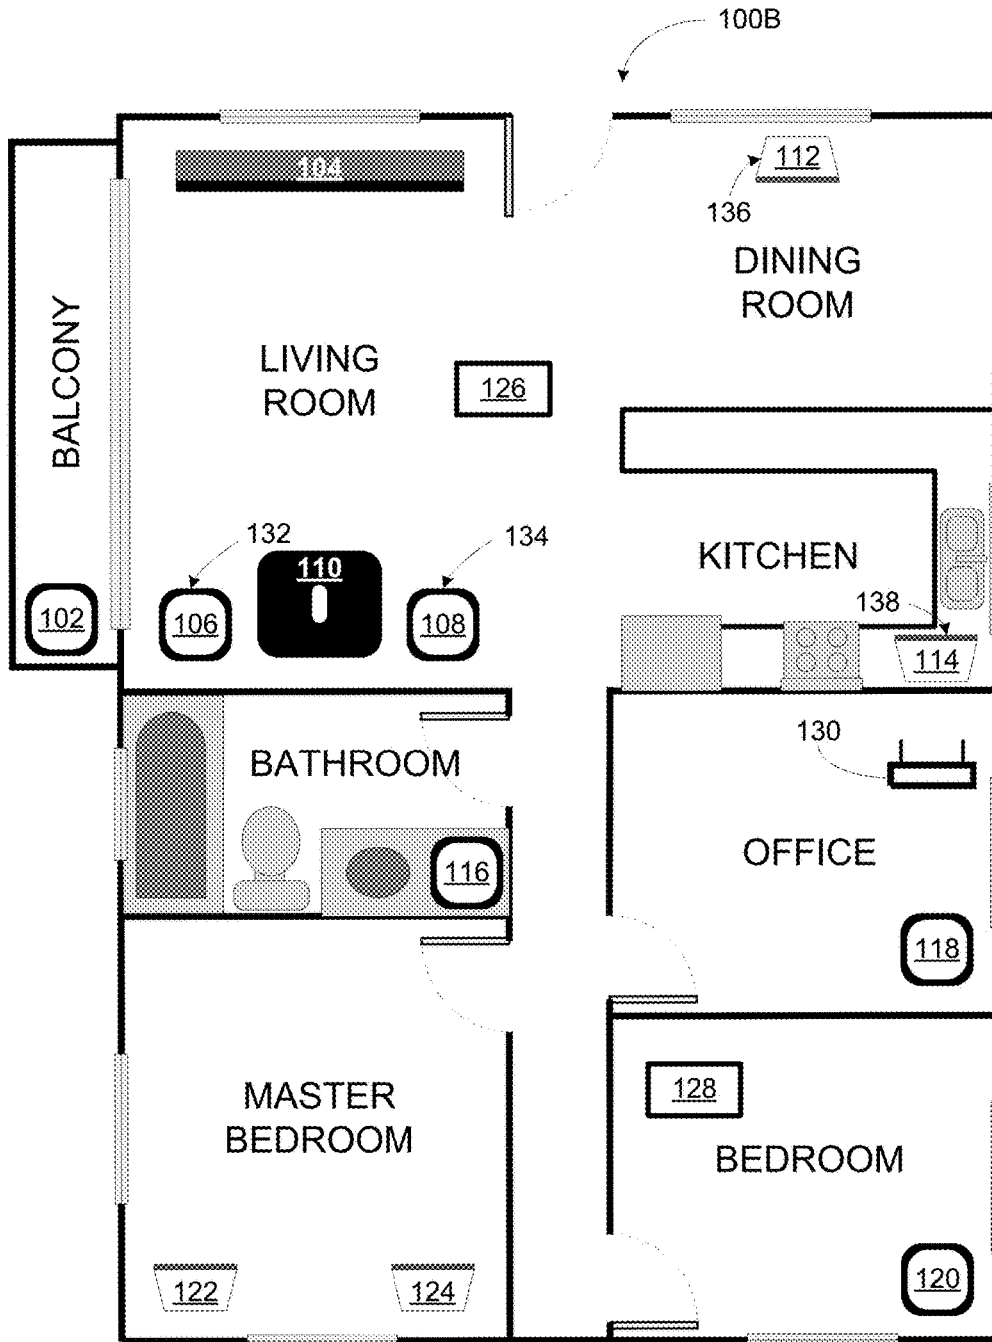 100B
104
112
136
DINING
ROOM
BALCONY
LIVING
ROOM
126
132
134
110
KITCHEN
138
102
106
108
114
130
BATHROOM
OFFICE
116
118
128
MASTER
BEDROOM
BEDROOM
122
124
120